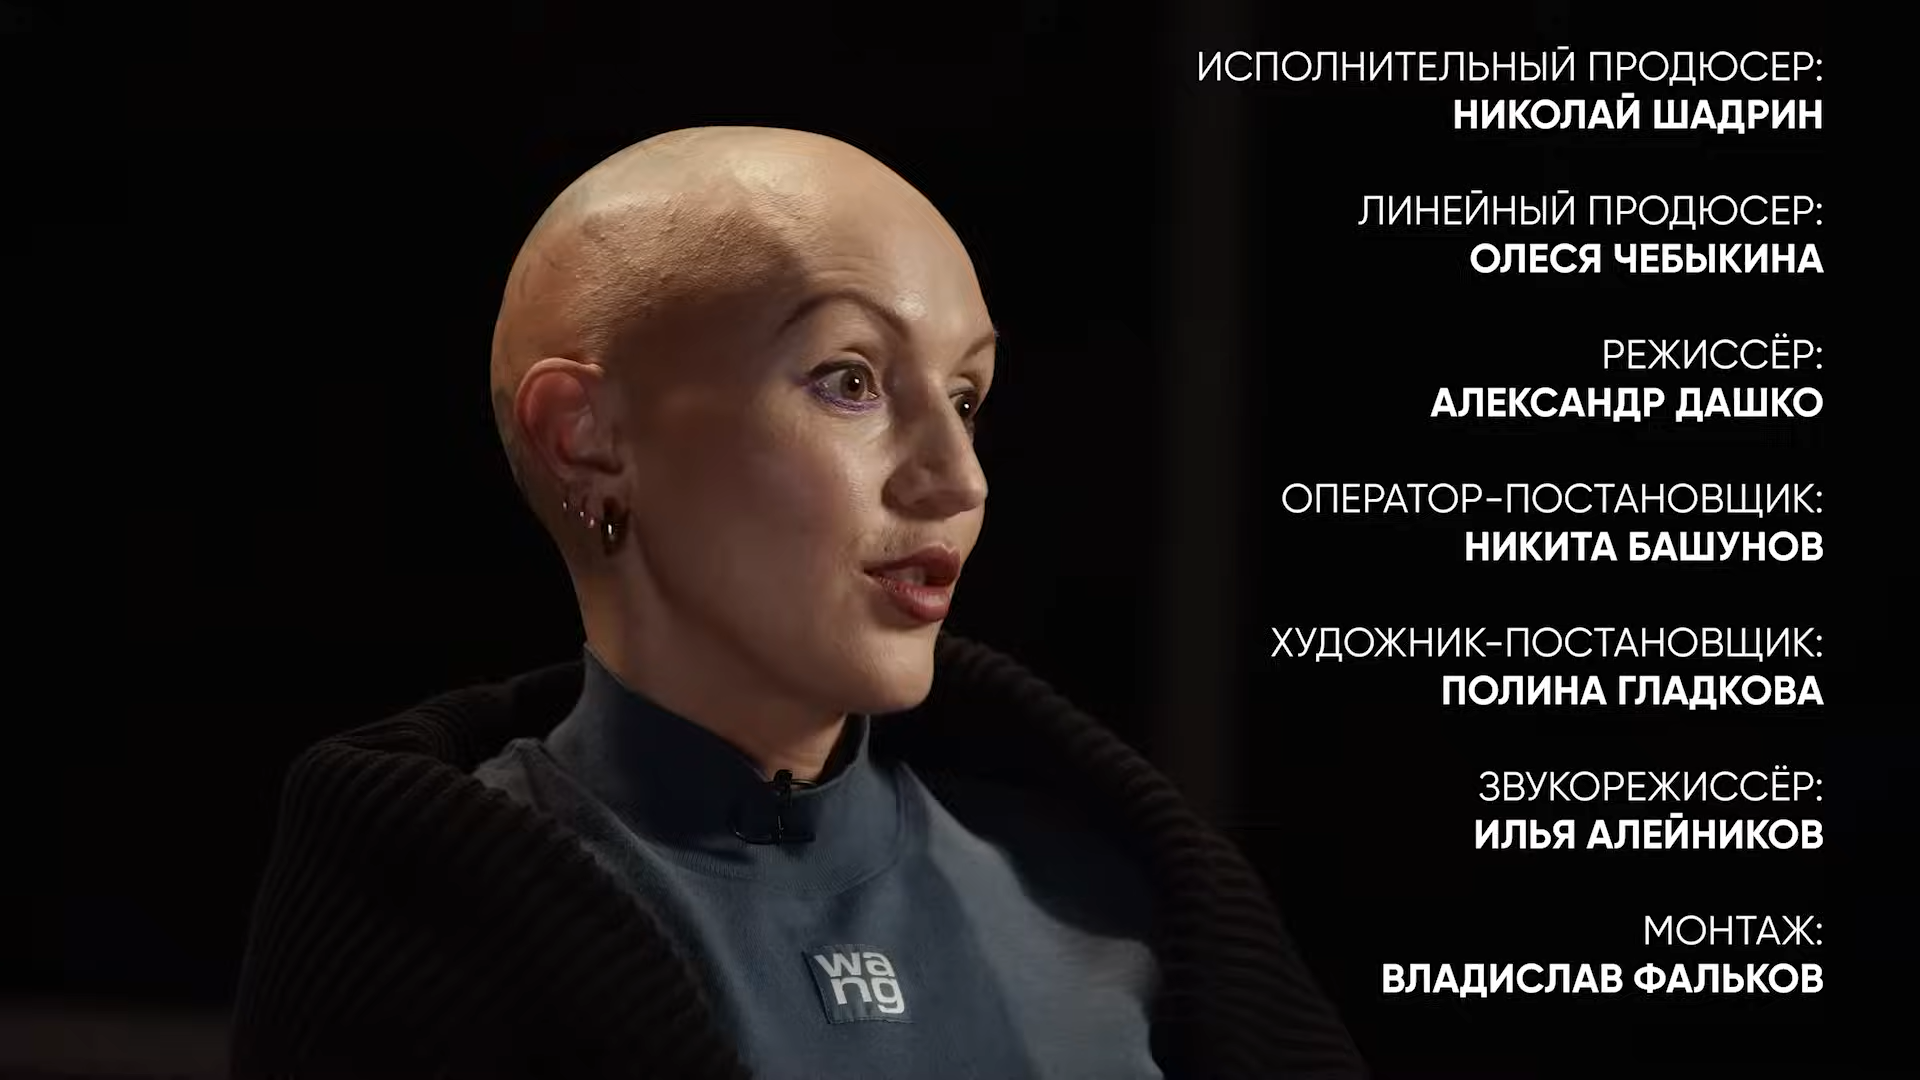 ИСПОЛНИТЕЛЬНЫЙ ПРОДЮСЕР:
НИКОЛАЙ ШАДРИН
ЛИНЕЙНЫЙ ПРОДЮСЕР:
ОЛЕСЯ ЧЕБЫКИНА
РЕЖИССЁР:
АЛЕКСАНДР ДАШКО
ОПЕРАТОР-ПОСТАНОВЩИК:
НИКИТА БАШУНОВ
ХУДОЖНИК-ПОСТАНОВЩИК:
ПОЛИНА ГЛАДКОВА
ЗВУКОРЕЖИССЁР:
ИЛЬЯ АЛЕЙНИКОВ
МОНТАЖ:
ВЛАДИСЛАВ ФАЛЬКОВ
wa
ng